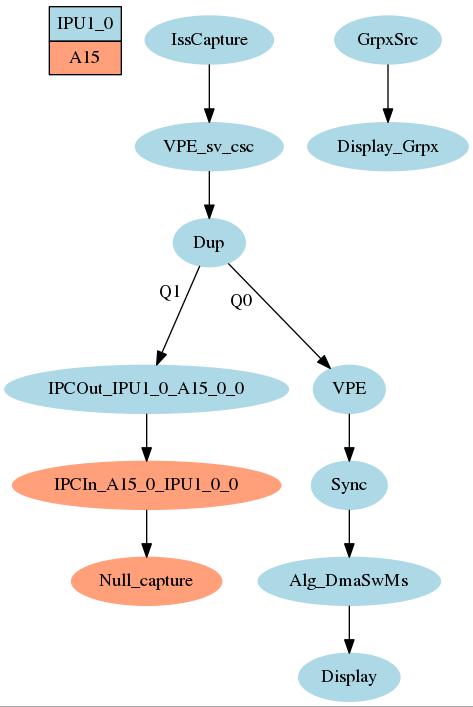 IPU1_0
A15
IssCapture
GrpxSrc
VPE_sv_csc
Display_Grpx
Dup
Q1
Q0
IPCOut_IPU1_0_A15_0_0
VPE
IPCIn_A15_0_IPU1_0_0
Sync
Null_capture
Alg_DmaSwMs
Display